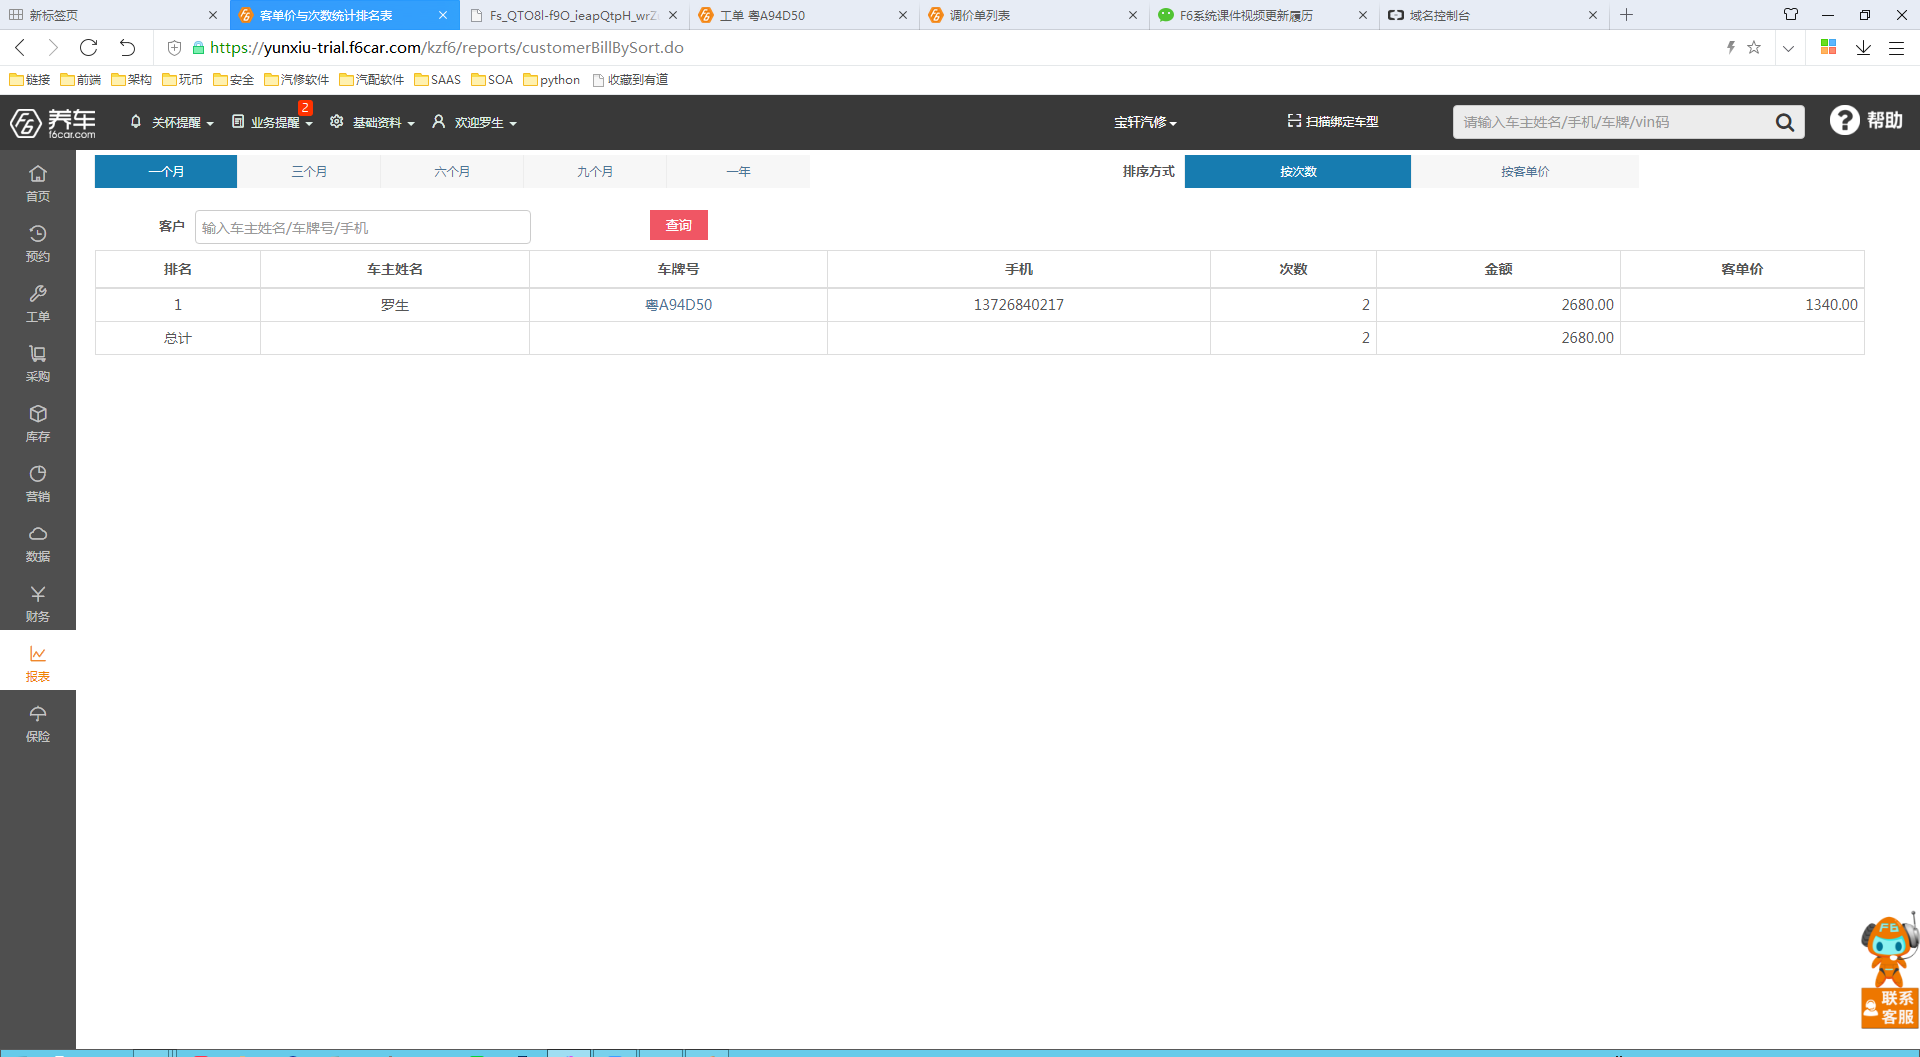 新标签页
客单价与次数统计排名表
Fs_QTO8l-f9O_ieapQtpH_wrZ
工单 粤A94D50
调价单列表
F6系统课件视频更新履历
域名控制台
https://yunxiu-trial.f6car.com/kzf6/reports/customerBillBySort.do
链接 前端 架构 玩币 安全 汽修软件 汽配软件 SAAS SOA python 收藏到有道
F6 养车 f6car.com
关怀提醒 业务提醒 2 基础资料 欢迎罗生 宝轩汽修 扫描绑定车型 请输入车主姓名/手机/车牌/vin码 帮助
首页
预约
工单
采购
库存
营销
数据
财务
报表
保险
一个月 三个月 六个月 九个月 一年 排序方式 按次数 按客单价
客户 输入车主姓名/车牌号/手机 查询
排名 车主姓名 车牌号 手机 次数 金额 客单价
1 罗生 粤A94D50 13726840217 2 2680.00 1340.00
总计 2 2680.00
F6
联系
客服